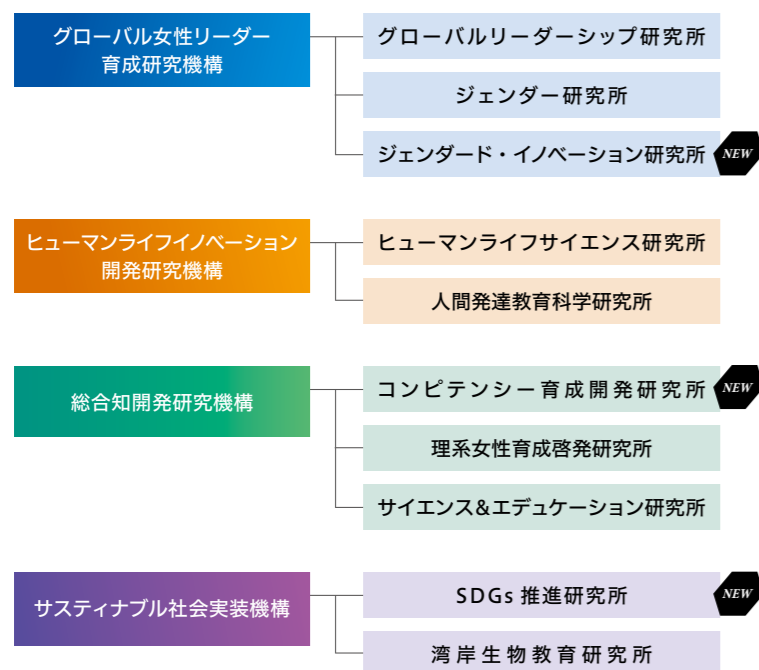 グローバル女性リーダー
育成研究機構
グローバルリーダーシップ研究所
ジェンダー研究所
ジェンダード・イノベーション研究所
NEW
ヒューマンライフイノベーション
開発研究機構
ヒューマンライフサイエンス研究所
人間発達教育科学研究所
総合知開発研究機構
コンピテンシー育成開発研究所
NEW
理系女性育成啓発研究所
サイエンス&エデュケーション研究所
サスティナブル社会実装機構
SDGs 推進研究所
NEW
湾岸生物教育研究所